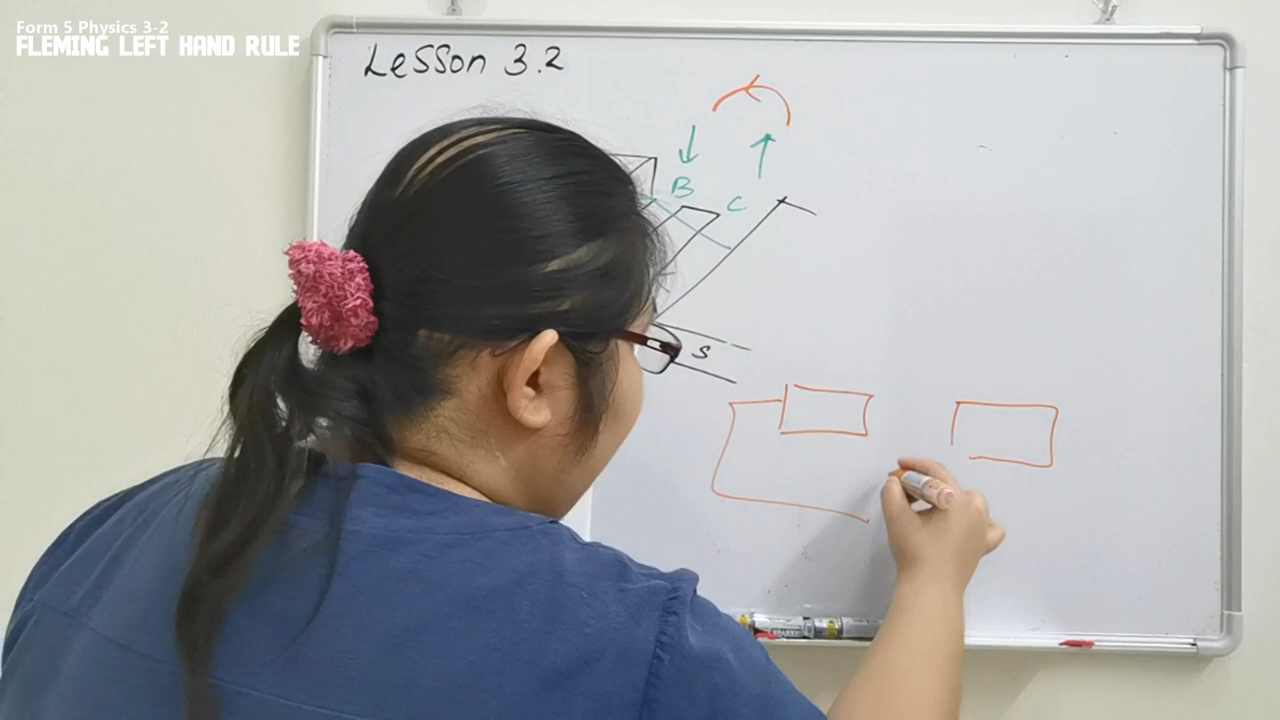 Form 5 Physics 3-2
FLEMING LEFT HAND RULE
Lesson 3.2
B
C
S